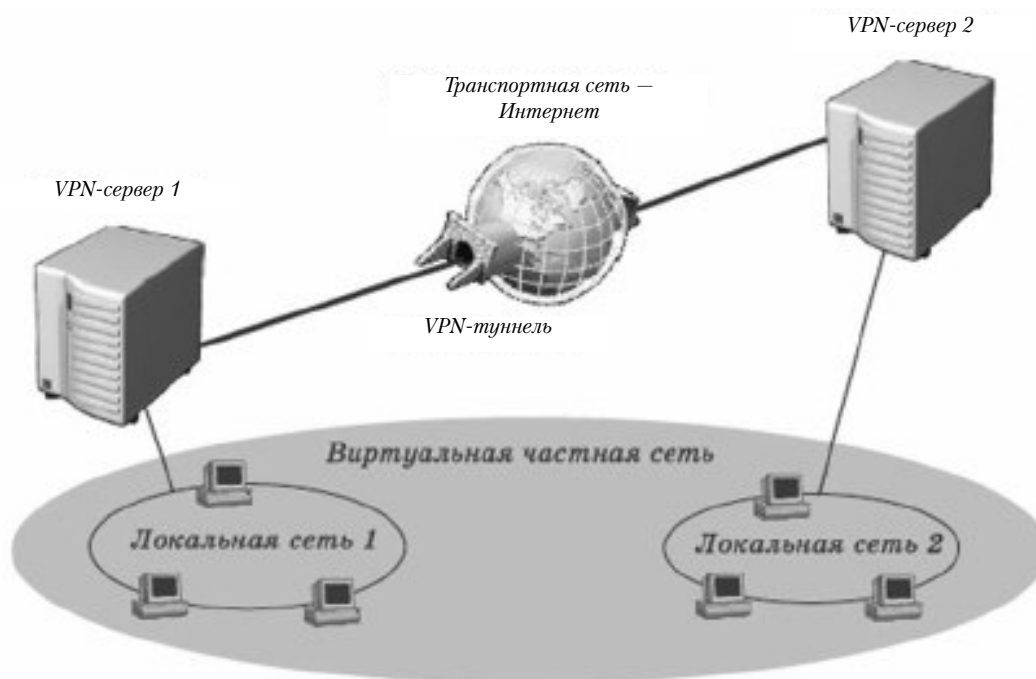 VPN-сервер 2
Транспортная сеть —
Интернет
VPN-сервер 1
VPN-туннель
Виртуальная частная сеть
Локальная сеть 1
Локальная сеть 2